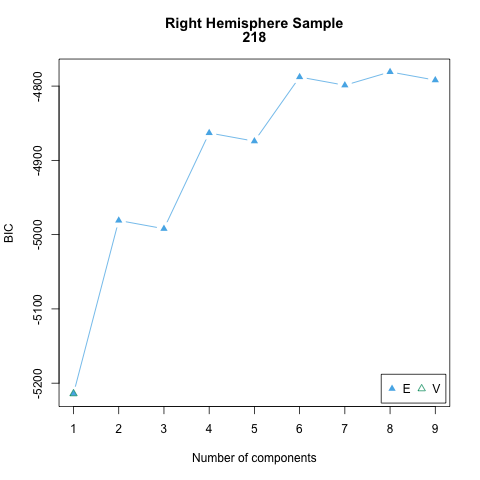 Right Hemisphere Sample
218
BIC
-4800
-4900
-5000
-5100
-5200
E V
1 2 3 4 5 6 7 8 9
Number of components